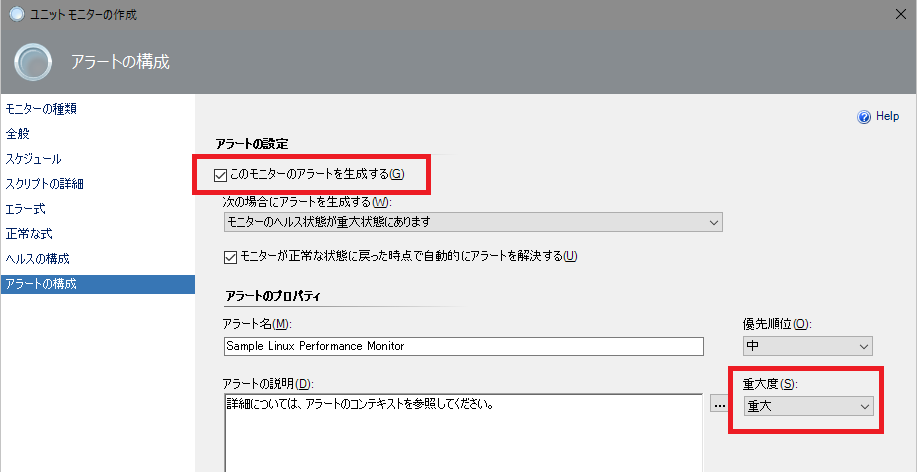 ユニット モニターの作成
アラートの構成
モニターの種類
全般
スケジュール
スクリプトの詳細
エラー式
正常な式
ヘルスの構成
アラートの構成
Help
アラートの設定
このモニターのアラートを生成する(G)
次の場合にアラートを生成する(W):
モニターのヘルス状態が重大状態にあります
モニターが正常な状態に戻った時点で自動的にアラートを解決する(U)
アラートのプロパティ
アラート名(M):
Sample Linux Performance Monitor
優先順位(O):
中
アラートの説明(D):
詳細については、アラートのコンテキストを参照してください。
...
重大度(S):
重大